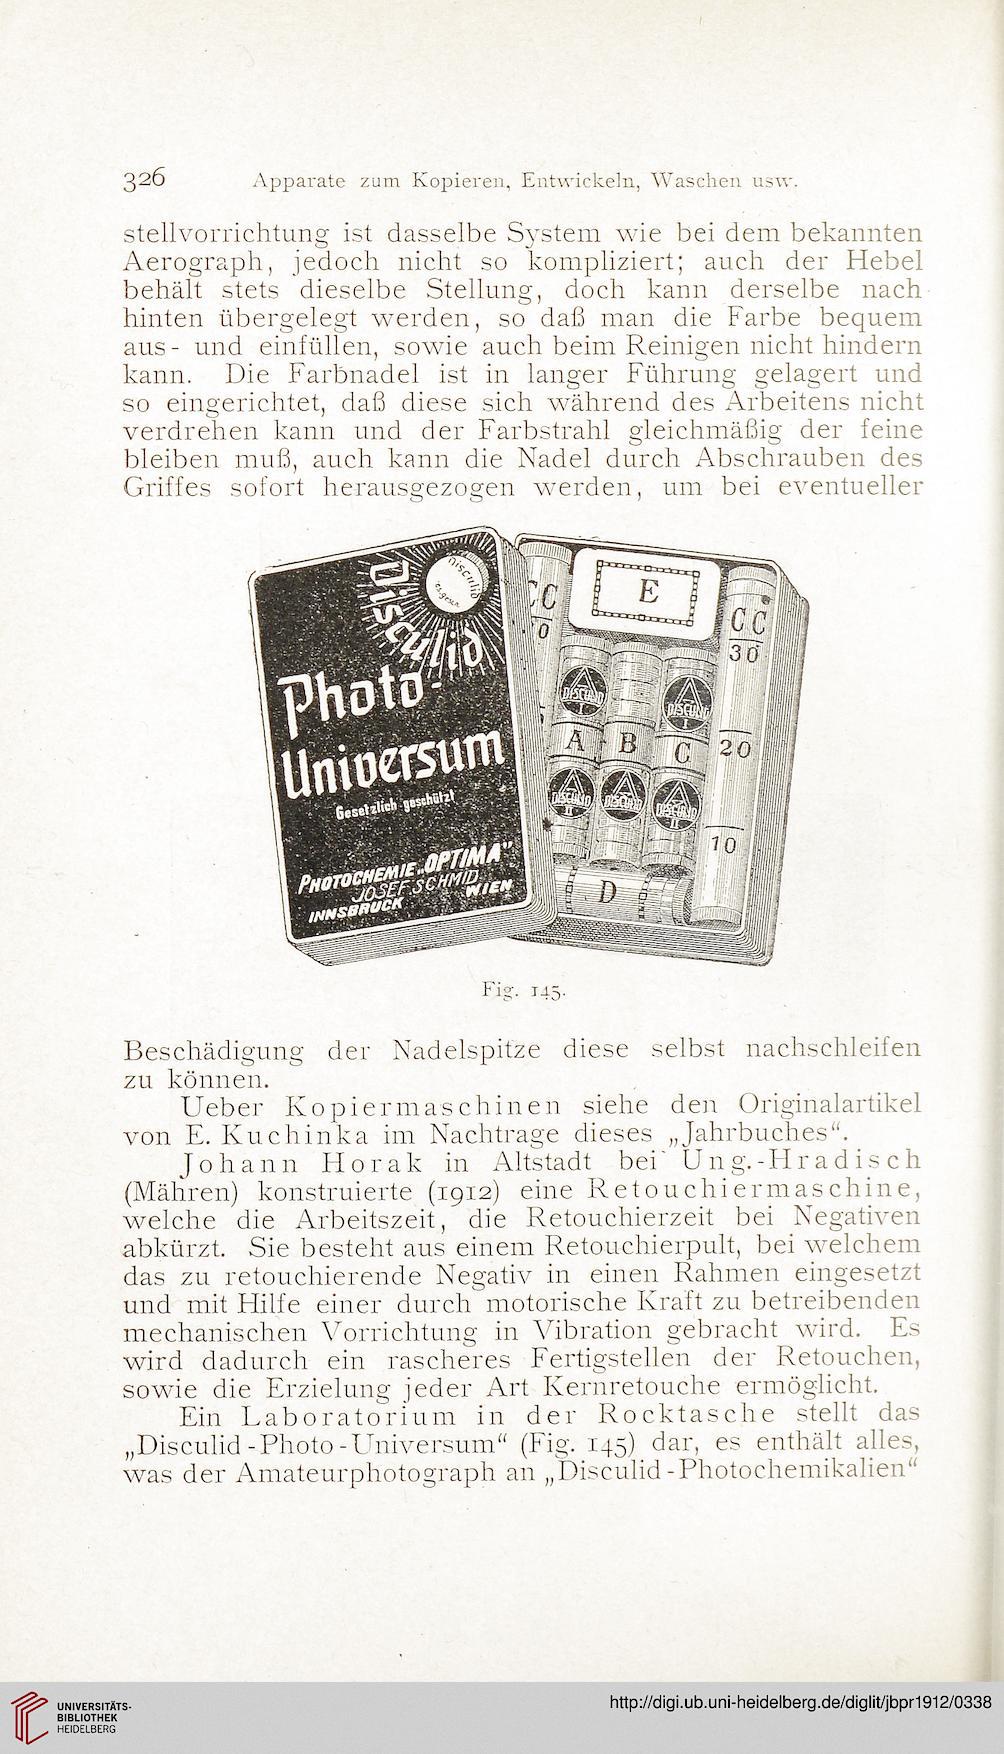 326 Apparate zum Kopieren, Entwickeln, Waschen usw.
stellvorrichtung ist dasselbe System wie bei dem bekannten
Aerograph, jedoch nicht so kompliziert; auch der Hebel
behält stets dieselbe Stellung, doch kann derselbe nach
hinten übergelegt werden, so daß man die Farbe bequem
aus- und einfüllen, sowie auch beim Reinigen nicht hindern
kann. Die Farbnadel ist in langer Führung gelagert und
so eingerichtet, daß diese sich während des Arbeitens nicht
verdrehen kann und der Farbstrahl gleichmäßig der feine
bleiben muß, auch kann die Nadel durch Abschrauben des
Griffes sofort herausgezogen werden, um bei eventueller
Disculid
Disculid
Photo-
Universum
Gesetzlich geschützt
PHOTOCHEMIE „OPTIMA"
JOSEF SCHMID
INNSBRUCK WIEN
CC
0
E
CC
30
20
10
DISCULID
I
DISCULID
I
A B C
DISCULID
II
DISCULID
DISCULID
II
D
Fig. 145.
Beschädigung der Nadelspitze diese selbst nachschleifen
zu können.
Ueber Kopiermaschinen siehe den Originalartikel
von E. Kuchinka im Nachtrage dieses „Jahrbuches“.
Johann Horak in Altstadt bei Ung.-Hradisch
(Mähren) konstruierte (1912) eine Retouchiermaschine,
welche die Arbeitszeit, die Retouchierzeit bei Negativen
abkürzt. Sie besteht aus einem Retouchierpult, bei welchem
das zu retouchierende Negativ in einen Rahmen eingesetzt
und mit Hilfe einer durch motorische Kraft zu betreibenden
mechanischen Vorrichtung in Vibration gebracht wird. Es
wird dadurch ein rascheres Fertigstellen der Retouchen,
sowie die Erzielung jeder Art Kernretouche ermöglicht.
Ein Laboratorium in der Rocktasche stellt das
„Disculid-Photo-Universum“ (Fig. 145) dar, es enthält alles,
was der Amateurphotograph an „Disculid-Photochemikalien“
UNIVERSITÄTS-
BIBLIOTHEK
HEIDELBERG
http://digi.ub.uni-heidelberg.de/diglit/jbpr1912/0338